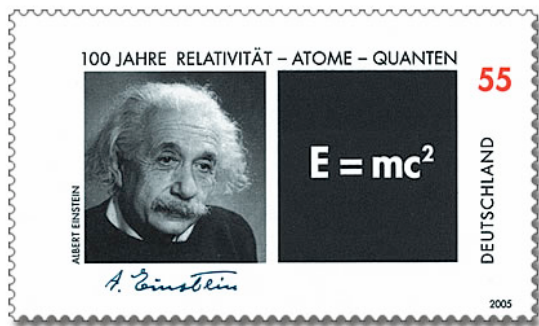 100 JAHRE RELATIVITÄT – ATOME – QUANTEN
55
ALBERT EINSTEIN
E = mc²
DEUTSCHLAND
A. Einstein
2005